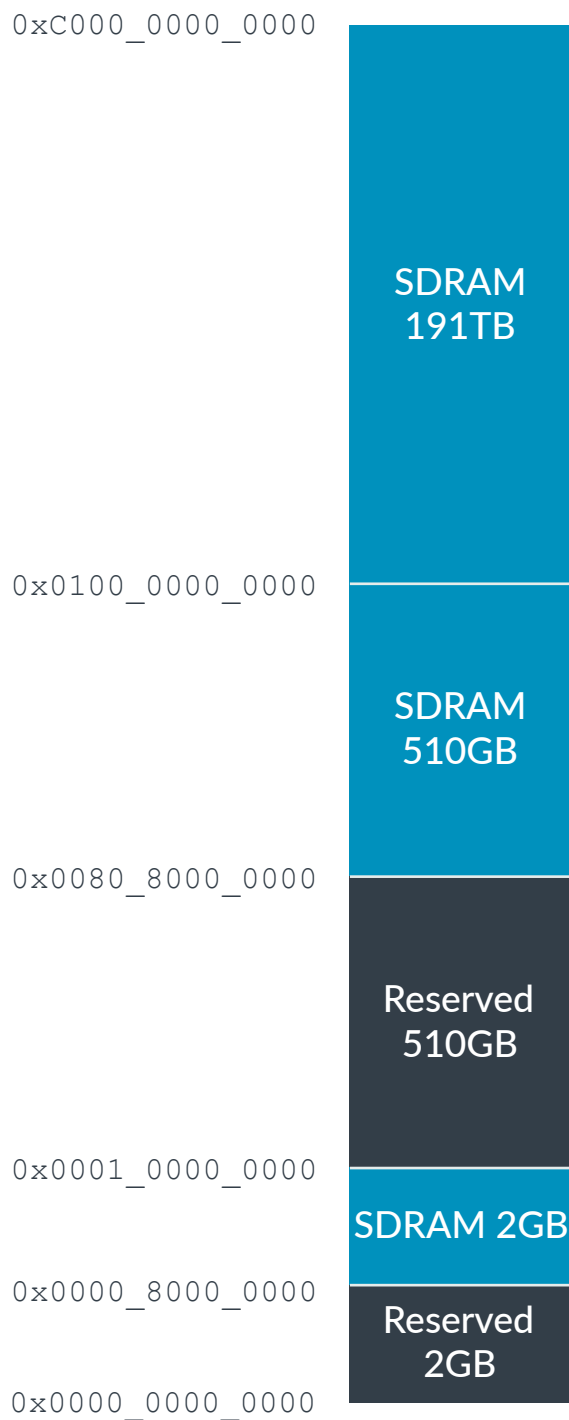 0xC000_0000_0000
SDRAM
191TB
0x0100_0000_0000
SDRAM
510GB
0x0080_8000_0000
Reserved
510GB
0x0001_0000_0000
SDRAM 2GB
0x0000_8000_0000
Reserved
2GB
0x0000_0000_0000